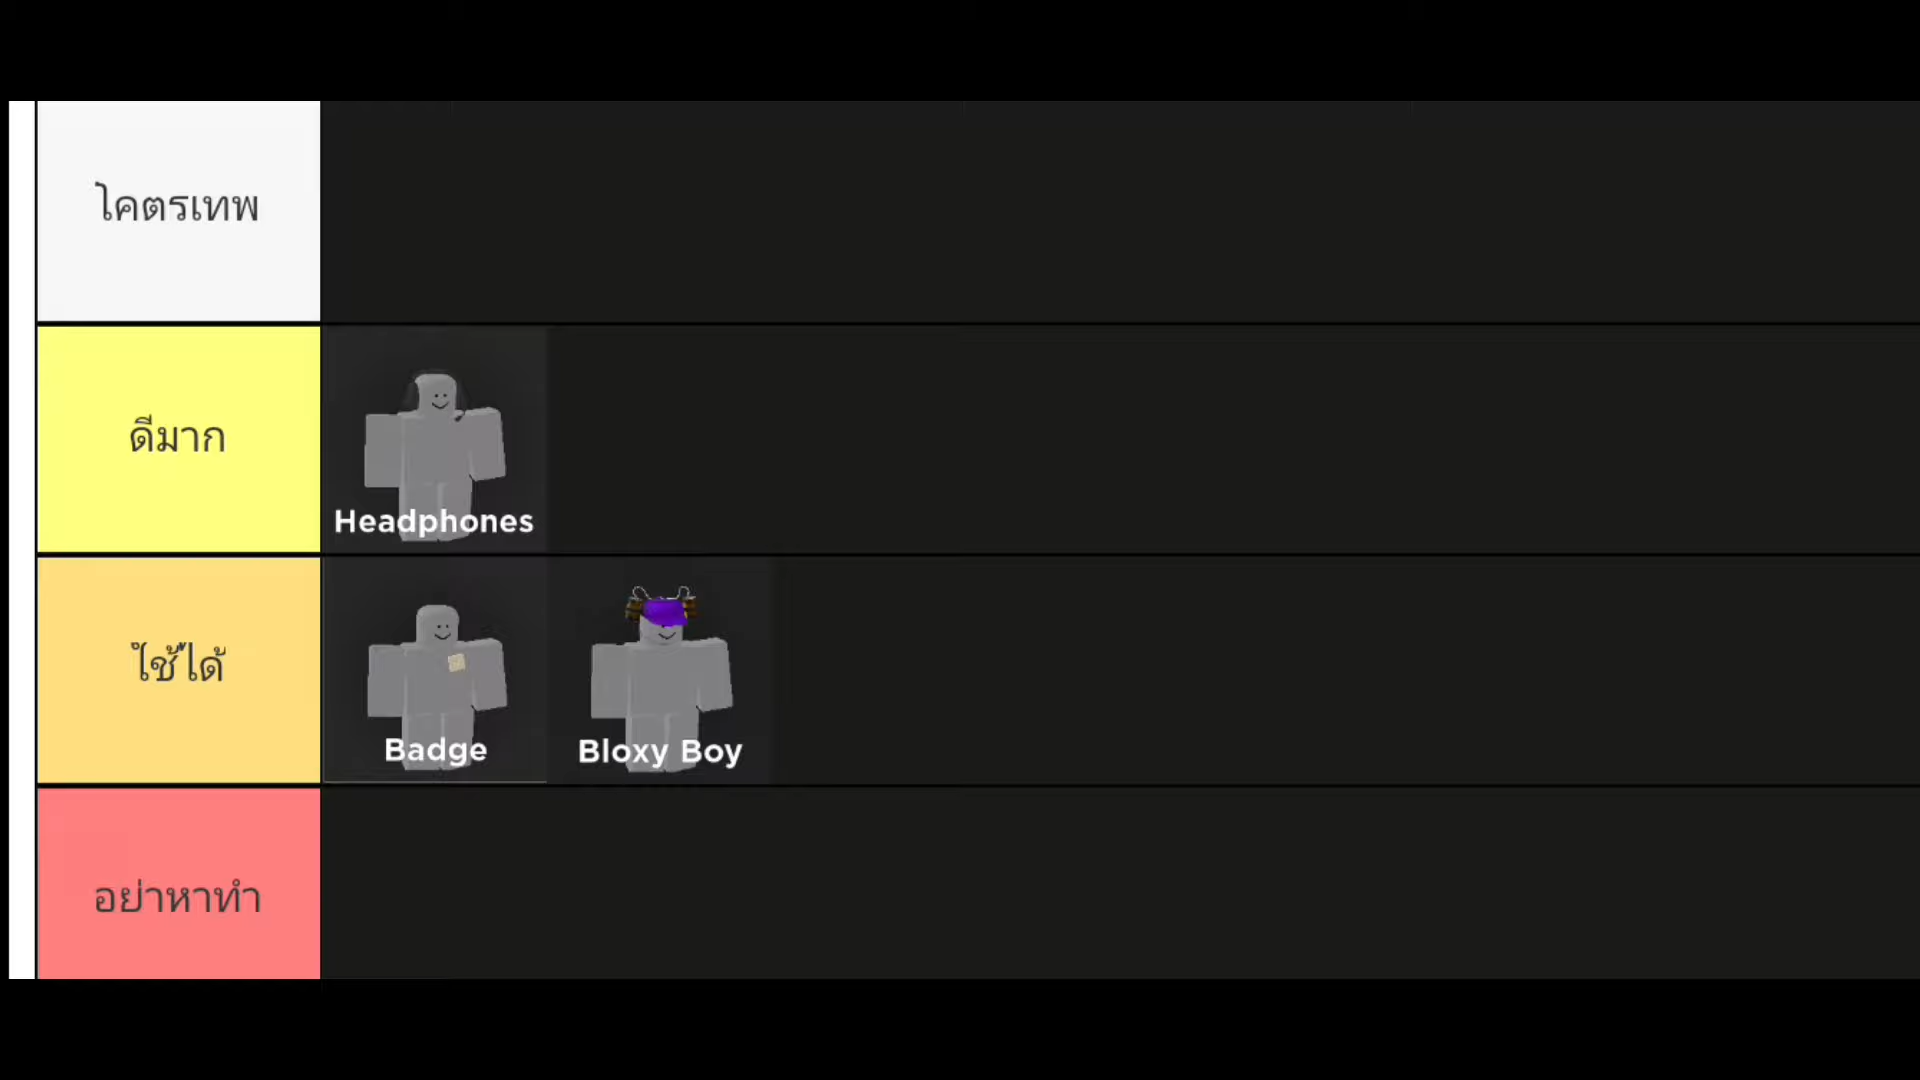 ไคตรเทพ
ดีมาก
Headphones
ใช้ได้
Badge
Bloxy Boy
อย่าหาทำ